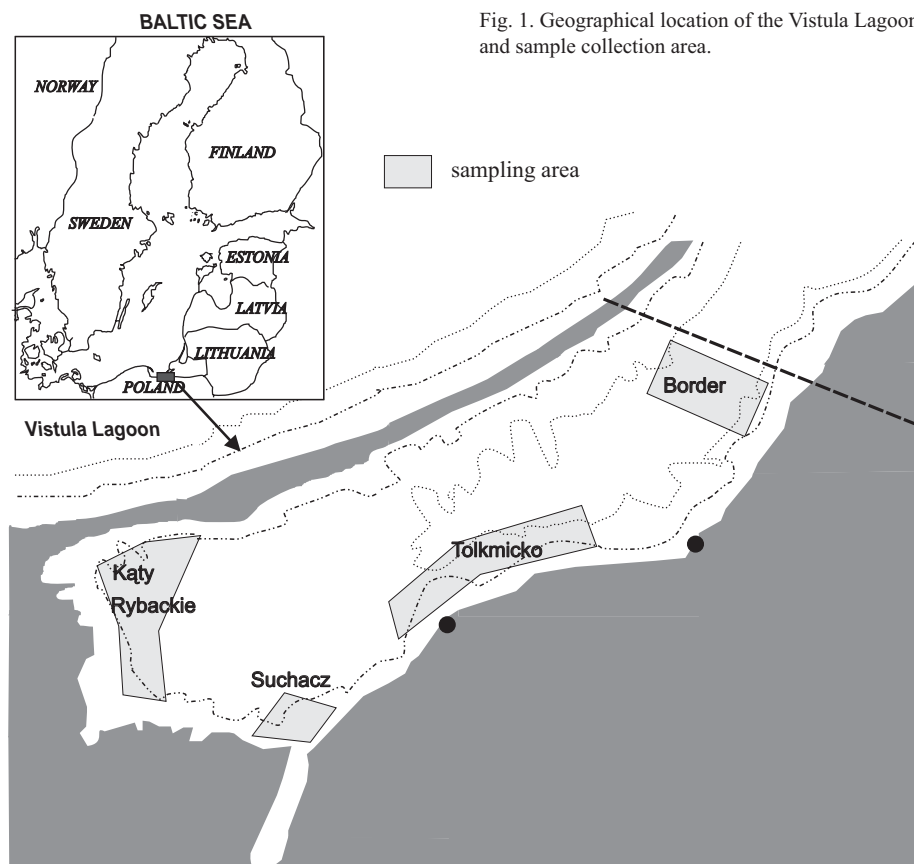 BALTIC SEA
Fig. 1. Geographical location of the Vistula Lagoon
and sample collection area.
NORWAY
FINLAND
sampling area
SWEDEN
ESTONIA
LATVIA
LITHUANIA
POLAND
Vistula Lagoon
Border
Tolkmicko
Kąty
Rybackie
Suchacz